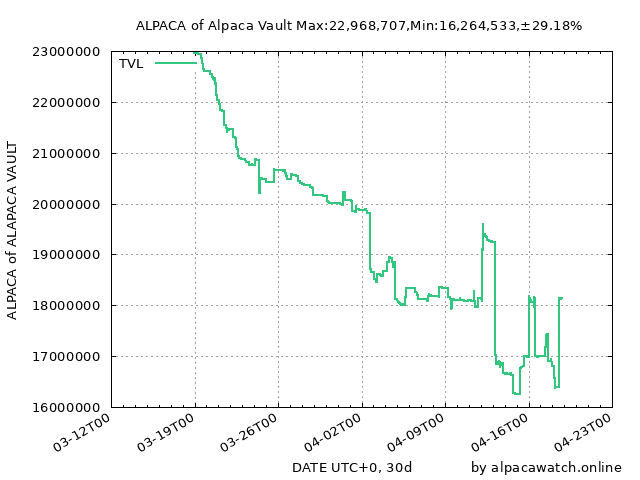 ALPACA of Alpaca Vault Max:22,968,707,Min:16,264,533,±29.18%
TVL
23000000
22000000
21000000
20000000
19000000
18000000
17000000
16000000
ALPACA of ALAPACA VAULT
03-12T00
03-19T00
03-26T00
04-02T00
04-09T00
04-16T00
04-23T00
DATE UTC+0, 30d
by alpacawatch.online